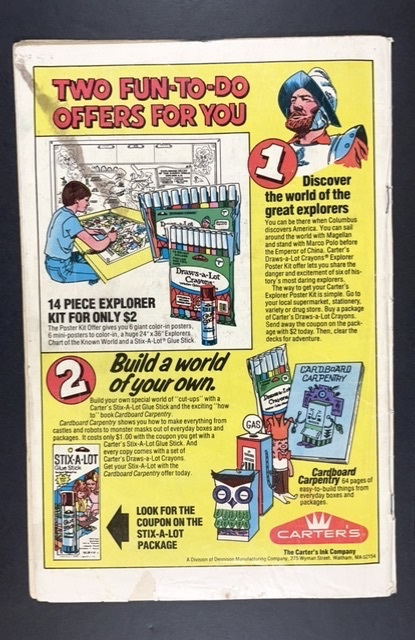 TWO FUN-TO-DO
OFFERS FOR YOU
1
Discover
the world of the
great explorers
You can be there when Columbus
discovers America. You can sail
around the world with Magellan
and stand with Marco Polo before
the Emperor of China. Carter's
Draws-a-Lot Crayons® Explorer
Poster Kit offer lets you share the
danger and excitement of six of his-
tory's most daring explorers.
The way to get your Carter's
Explorer Poster Kit is simple. Go to
your local supermarket, stationery,
variety or drug store. Buy a package
of Carter's Draws-a-Lot Crayons.
Send away the coupon on the pack-
age with $2 today. Then, clear the
decks for adventure.
Draws-a-Lot
Crayons
14 PIECE EXPLORER
KIT FOR ONLY $2
The Poster Kit Offer gives you 6 giant color-in posters,
6 mini-posters to color-in, a huge 24" x 36" Explorers
Chart of the Known World and a Stix-A-Lot® Glue Stick.
2
Build a world
of your own.
Build your own special world of "cut-ups" with a
Carter's Stix-A-Lot Glue Stick and the exciting "how
to" book Cardboard Carpentry.
Cardboard Carpentry shows you how to make everything from
castles and robots to monster masks out of everyday boxes and
packages. It costs only $1.00 with the coupon you get with a
Carter's Stix-A-Lot Glue Stick. And
every copy comes with a set of
Carter's Draws-a-Lot Crayons.
Get your Stix-A-Lot with the
Cardboard Carpentry offer today.
STIX-A-LOT
Glue Stick
LOOK FOR THE
COUPON ON THE
STIX-A-LOT
PACKAGE
Draws-a-Lot
Crayons
CARDBOARD
CARPENTRY
GAS
Cardboard
Carpentry 64 pages of
easy-to-build things from
everyday boxes and
packages.
CARTER'S
The Carter's Ink Company
A Division of Dennison Manufacturing Company, 275 Wyman Street, Waltham, MA 02154